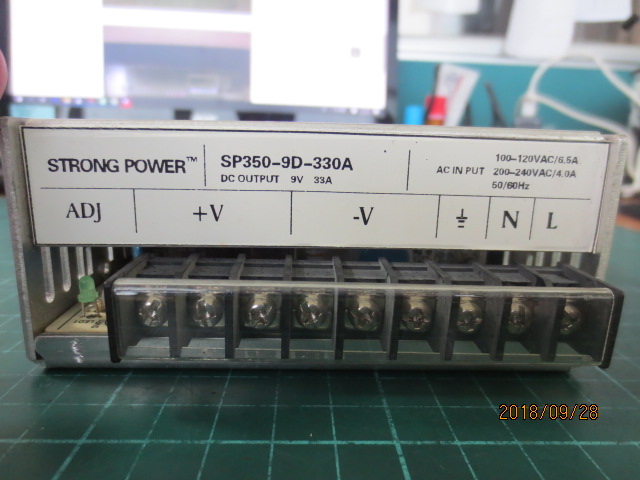 STRONG POWER™
SP350-9D-330A
DC OUTPUT 9V 33A
AC IN PUT
100-120VAC/6.5A
200-240VAC/4.0A
50/60Hz
ADJ +V -V N L
2018/09/28